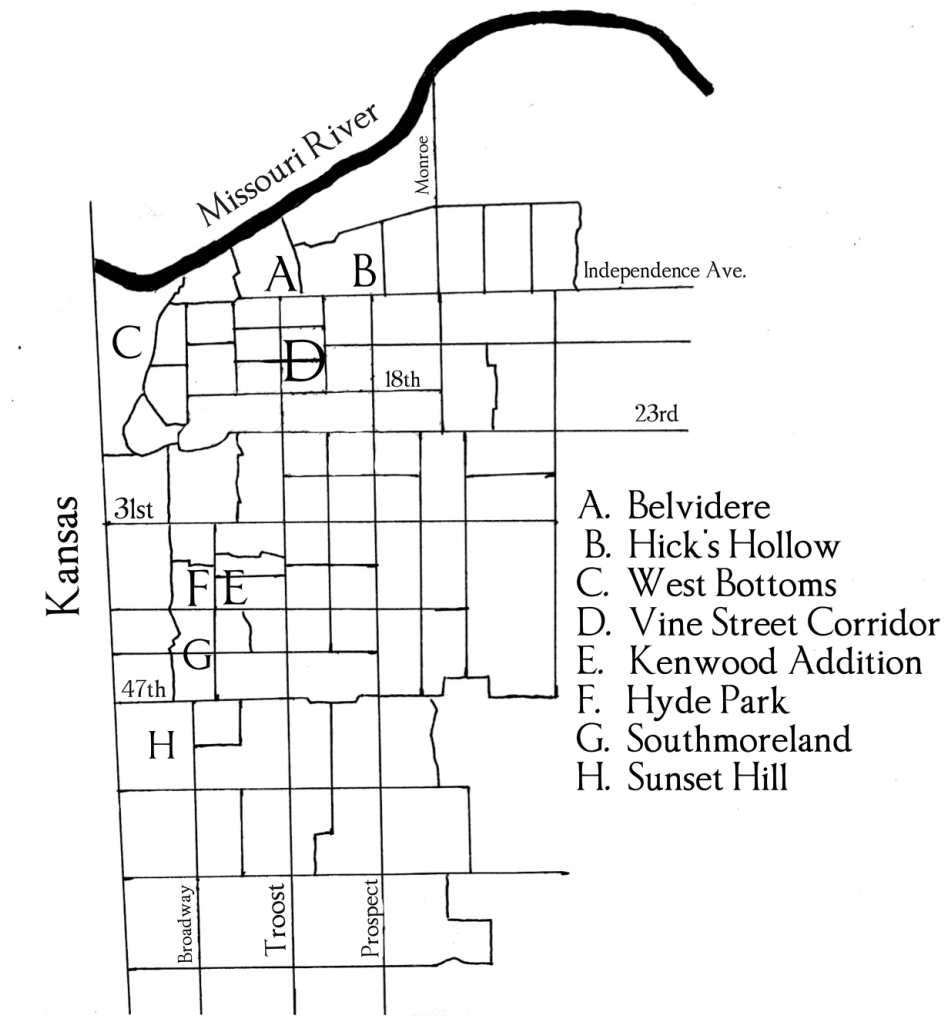 Missouri River
Monroe
A
B
Independence Ave.
C
D
18th
23rd
Kansas
31st
F
E
G
47th
H
A. Belvidere
B. Hick's Hollow
C. West Bottoms
D. Vine Street Corridor
E. Kenwood Addition
F. Hyde Park
G. Southmoreland
H. Sunset Hill
Broadway
Troost
Prospect